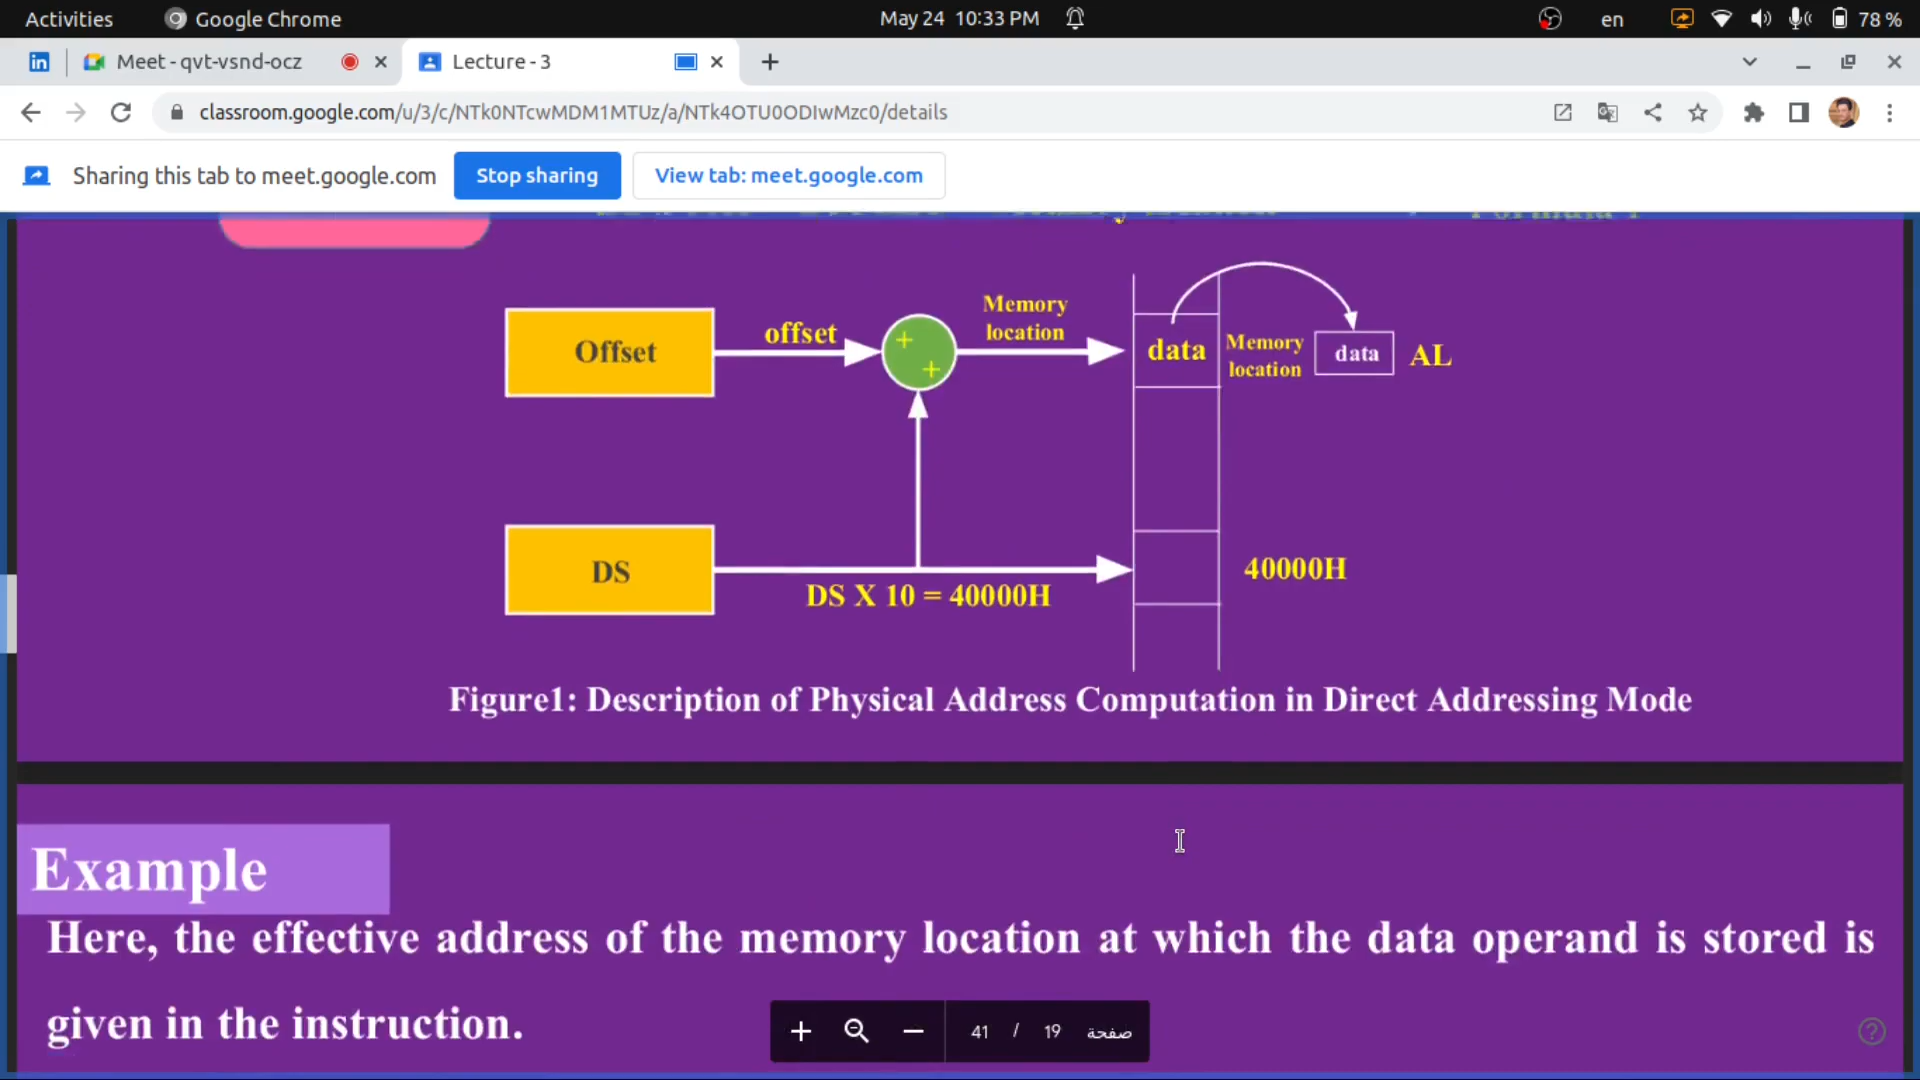 Activities Google Chrome May 24 10:33 PM en 78 %
Meet - qvt-vsnd-ocz Lecture - 3
classroom.google.com/u/3/c/NTk0NTcwMDM1MTUz/a/NTk4OTU0ODIwMzc0/details
Sharing this tab to meet.google.com Stop sharing View tab: meet.google.com
Memory
location
Offset
offset
+
+
data
Memory
location
data
AL
DS
DS X 10 = 40000H
40000H
Figure1: Description of Physical Address Computation in Direct Addressing Mode
Example
Here, the effective address of the memory location at which the data operand is stored is
given in the instruction.
41 / 19 صفحة